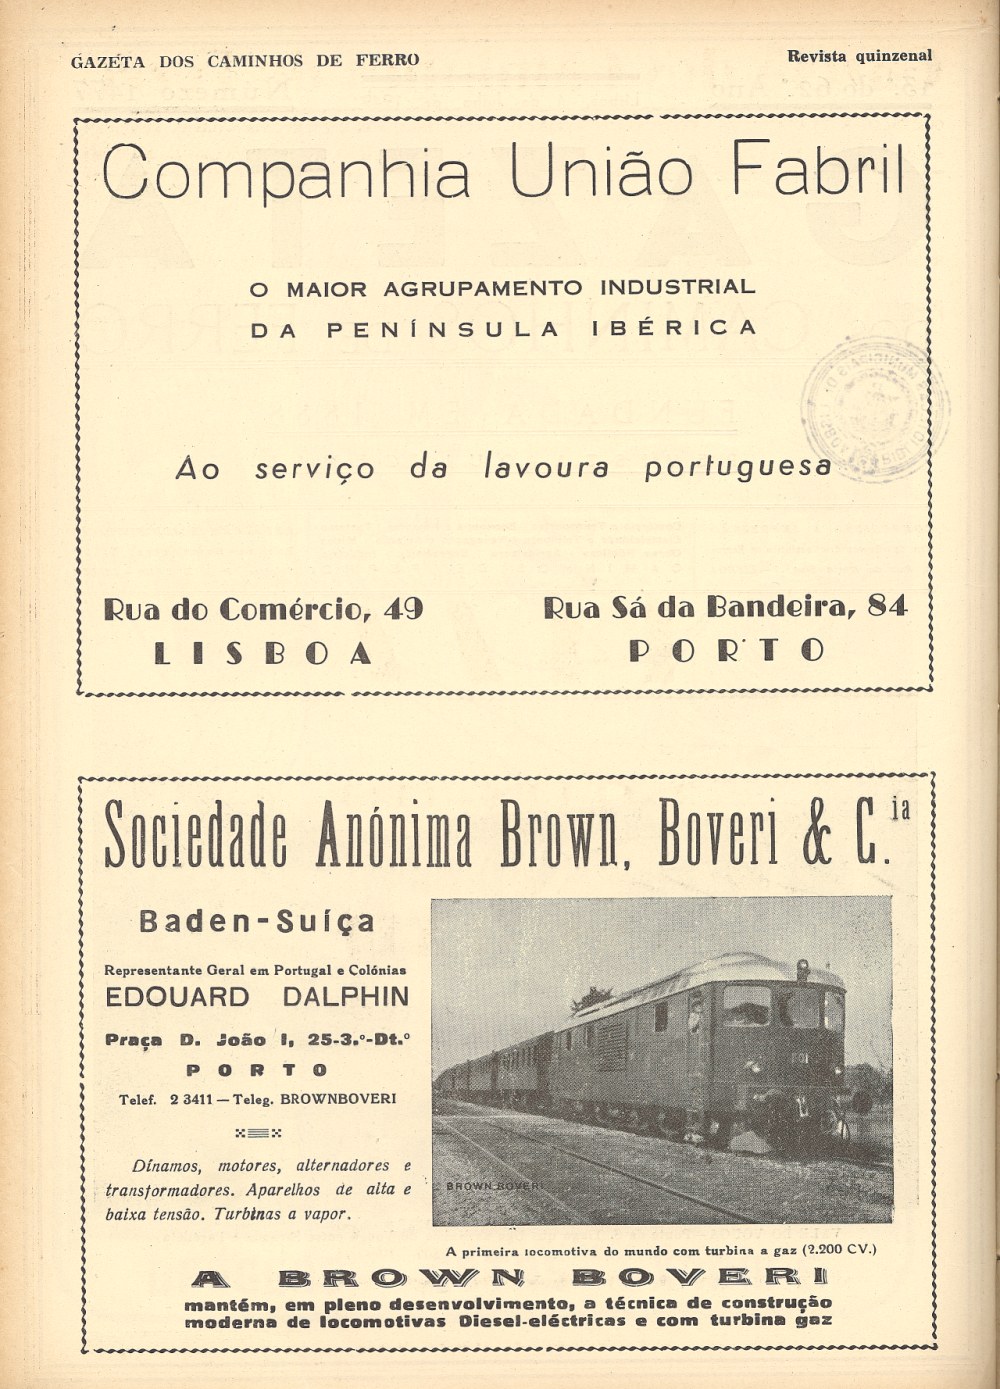 GAZETA DOS CAMINHOS DE FERRO
Revista quinzenal
Companhia União Fabril
O MAIOR AGRUPAMENTO INDUSTRIAL
DA PENÍNSULA IBÉRICA
Ao serviço da lavoura portuguesa
Rua do Comércio, 49
LISBOA
Rua Sá da Bandeira, 84
PORTO
Sociedade Anónima Brown, Boveri & C.ia
Baden-Suíça
Representante Geral em Portugal e Colónias
EDOUARD DALPHIN
Praça D. João I, 25-3.º-Dt.º
PORTO
Telef. 2 3411 — Teleg. BROWNBOVERI
Dínamos, motores, alternadores e
transformadores. Aparelhos de alta e
baixa tensão. Turbinas a vapor.
BROWN BOVERI
A primeira locomotiva do mundo com turbina a gaz (2.200 CV.)
A BROWN BOVERI
mantém, em pleno desenvolvimento, a técnica de construção
moderna de locomotivas Diesel-eléctricas e com turbina gaz